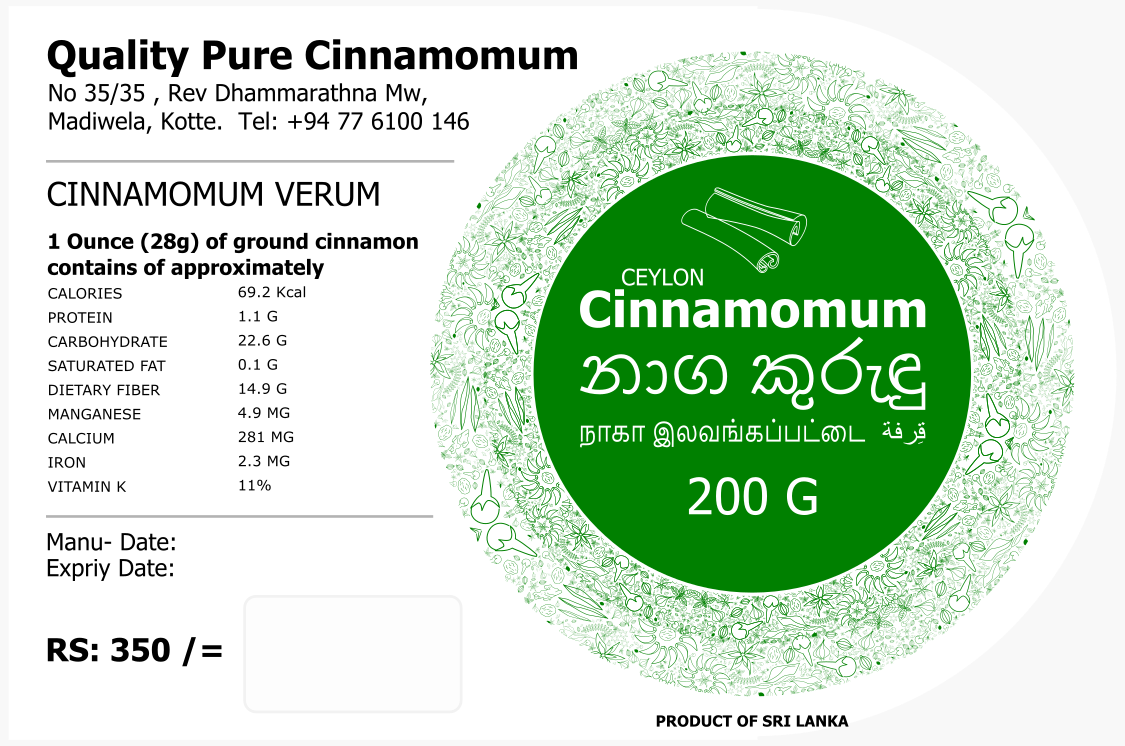 Quality Pure Cinnamomum
No 35/35 , Rev Dhammarathna Mw,
Madiwela, Kotte. Tel: +94 77 6100 146
CINNAMOMUM VERUM
1 Ounce (28g) of ground cinnamon
contains of approximately
CALORIES 69.2 Kcal
PROTEIN 1.1 G
CARBOHYDRATE 22.6 G
SATURATED FAT 0.1 G
DIETARY FIBER 14.9 G
MANGANESE 4.9 MG
CALCIUM 281 MG
IRON 2.3 MG
VITAMIN K 11%
Manu- Date:
Expriy Date:
RS: 350 /=
CEYLON
Cinnamomum
නාග කුරුඳු
நாகா இலவங்கப்பட்டை قرفة
200 G
PRODUCT OF SRI LANKA